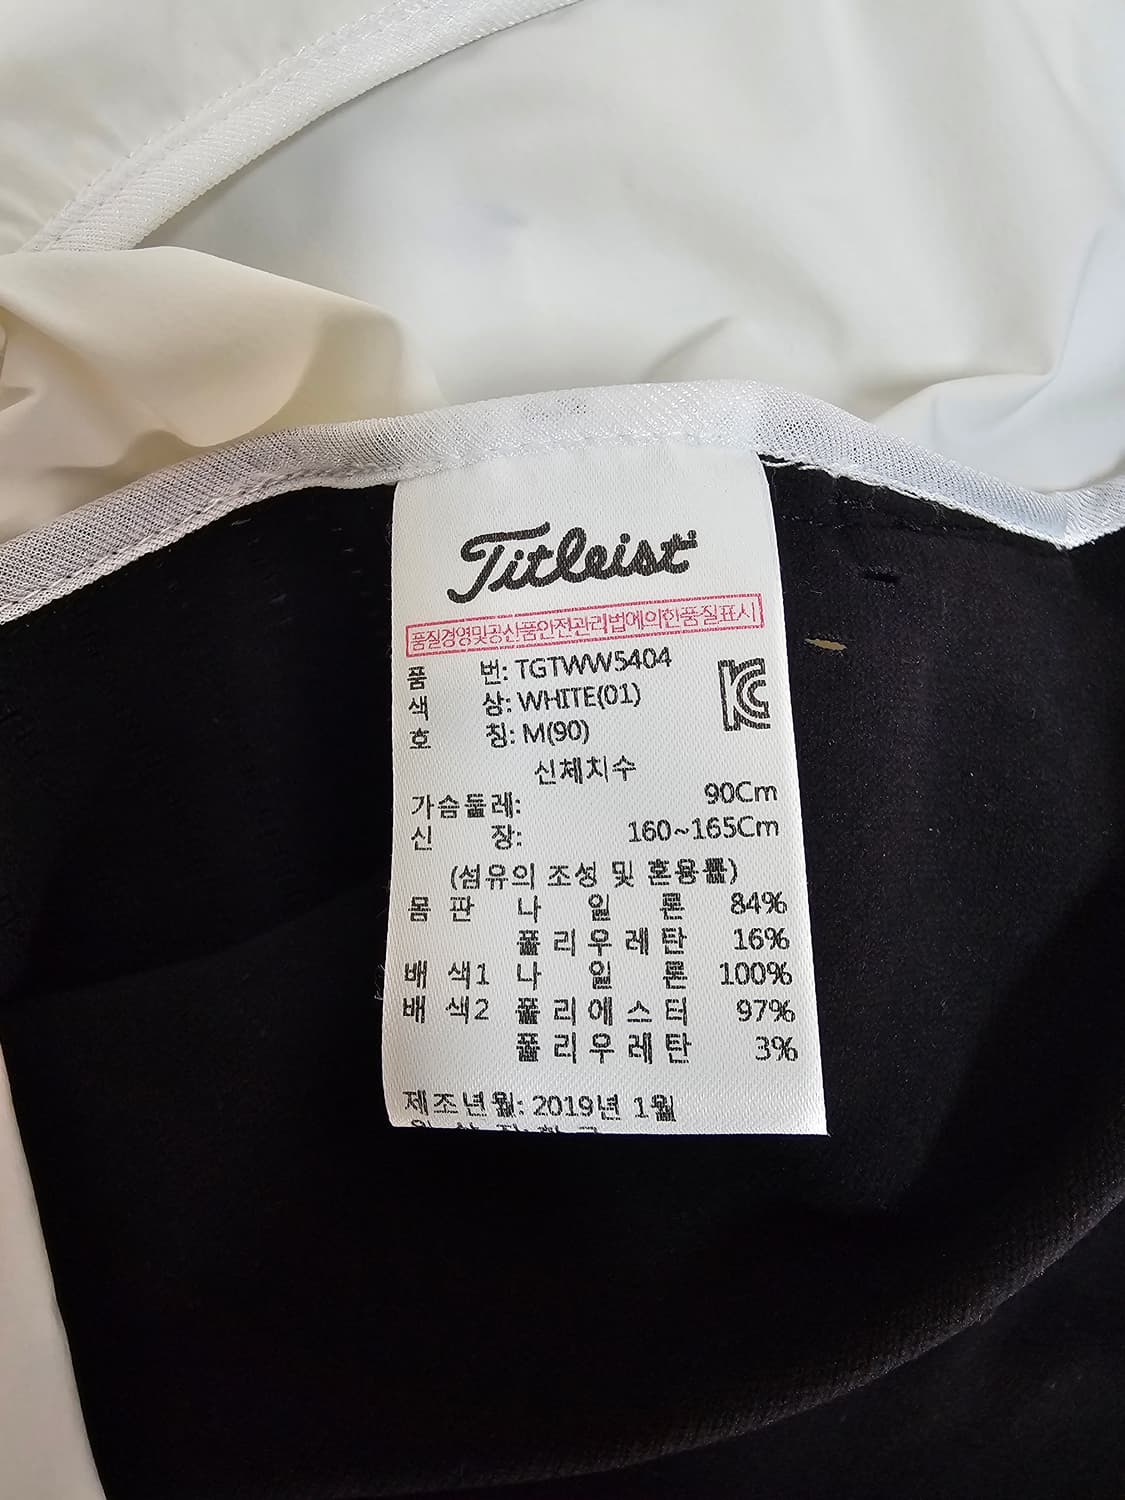 Titleist
품질경영및공산품안전관리법에의한품질표시
품 번: TGTWW5404
색 상: WHITE(01)
호 칭: M(90)
신체치수
가슴둘레: 90Cm
신 장: 160~165Cm
(섬유의 조성 및 혼용률)
몸 판 나 일 론 84%
폴 리 우 레 탄 16%
배 색1 나 일 론 100%
배 색2 폴 리 에 스 터 97%
폴 리 우 레 탄 3%
제조년월: 2019년 1월